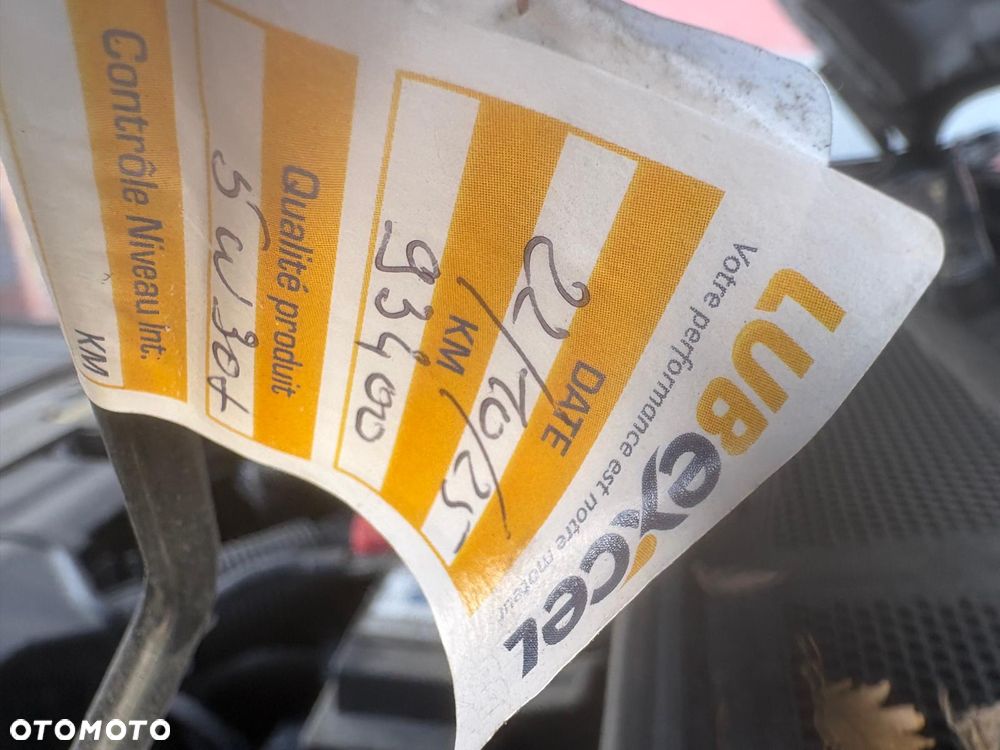 LUBexcel
Votre performance est notre moteur
DATE
22/10/25
KM
93400
Qualité produit
5W30+
Contrôle Niveau int:
KM
OTOMOTO